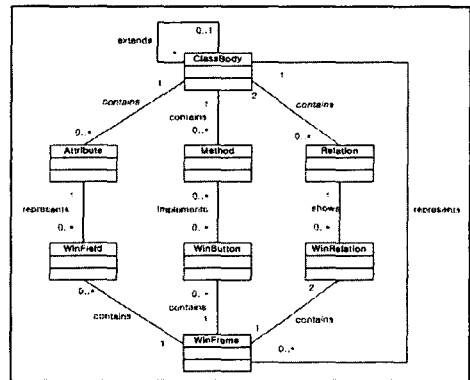 0..1
extends
*
ClassBody
1
1
2
1
contains
contains
contains
0..*
0..*
0..*
Attribute
Method
Relation
1
0..*
1
represents
Implements
shows
represents
0..*
0..*
0..*
WinField
WinButton
WinRelation
0..*
0..*
2
contains
contains
contains
1
1
1
WinFrame
0..*